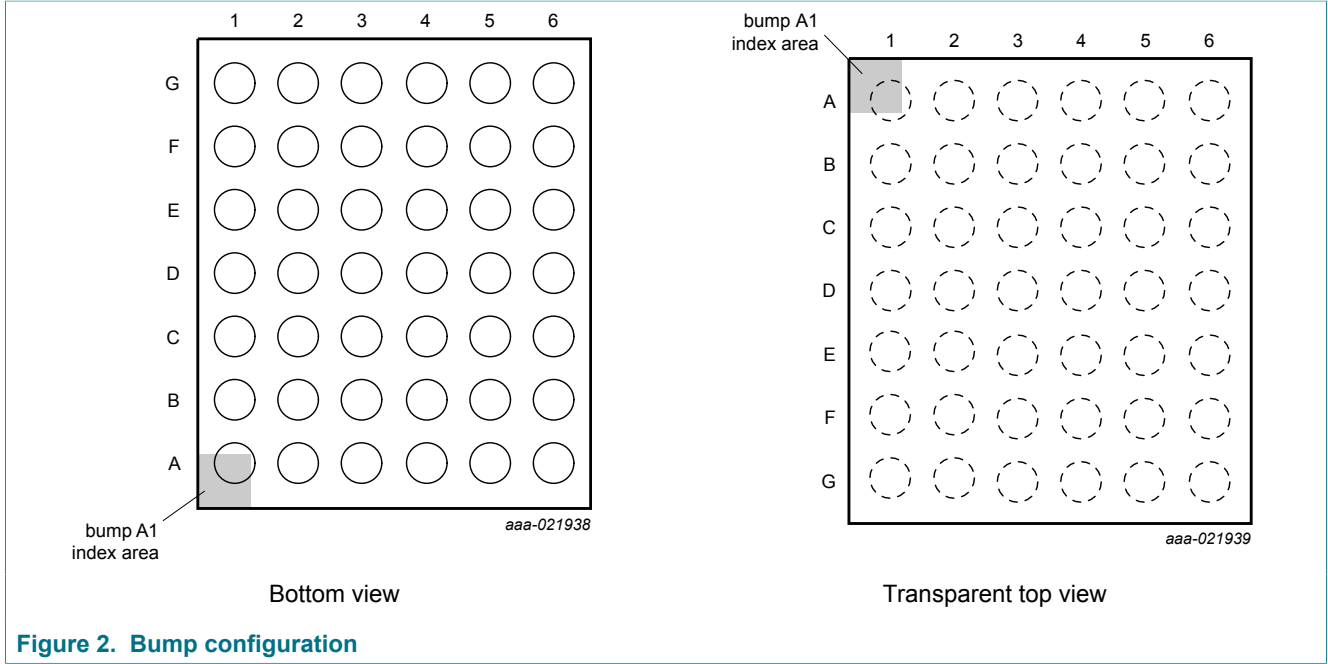 1 2 3 4 5 6
G
F
E
D
C
B
A
bump A1
index area
aaa-021938
Bottom view
bump A1
index area
1 2 3 4 5 6
A
B
C
D
E
F
G
aaa-021939
Transparent top view
Figure 2. Bump configuration